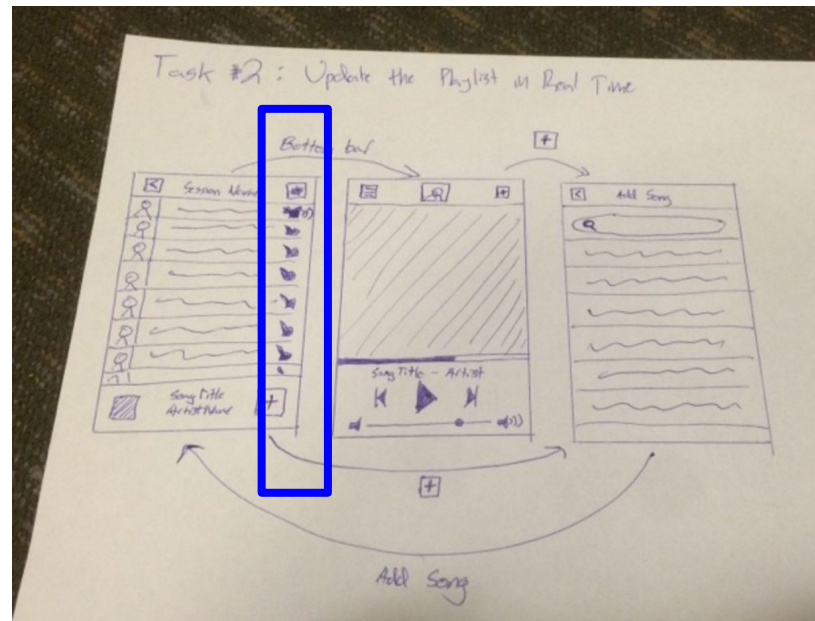 Task #2: Update the Playlist in Real Time
Bottom bar
Session Name
Add Song
Song Title - Artist
Song Title
Artist Name
Add Song